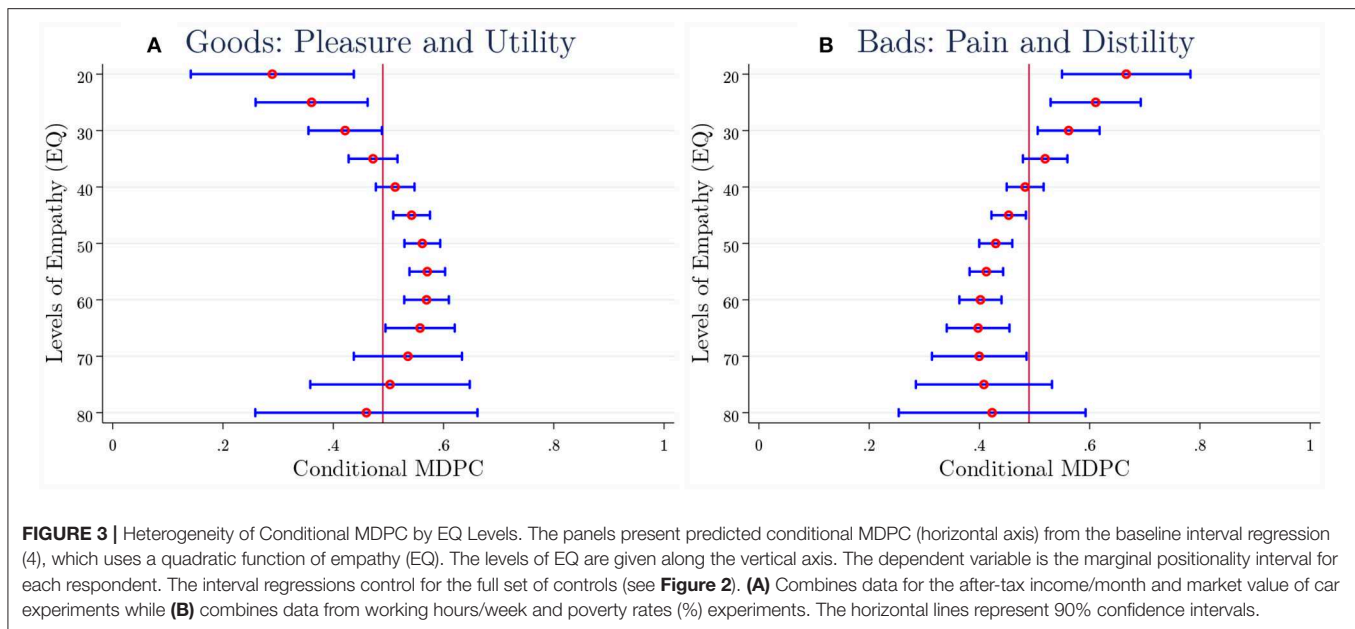 A Goods: Pleasure and Utility
Levels of Empathy (EQ)
20
30
40
50
60
70
80
0 .2 .4 .6 .8 1
Conditional MDPC
B Bads: Pain and Distility
Levels of Empathy (EQ)
20
30
40
50
60
70
80
0 .2 .4 .6 .8 1
Conditional MDPC
FIGURE 3 | Heterogeneity of Conditional MDPC by EQ Levels. The panels present predicted conditional MDPC (horizontal axis) from the baseline interval regression
(4), which uses a quadratic function of empathy (EQ). The levels of EQ are given along the vertical axis. The dependent variable is the marginal positionality interval for
each respondent. The interval regressions control for the full set of controls (see Figure 2). (A) Combines data for the after-tax income/month and market value of car
experiments while (B) combines data from working hours/week and poverty rates (%) experiments. The horizontal lines represent 90% confidence intervals.